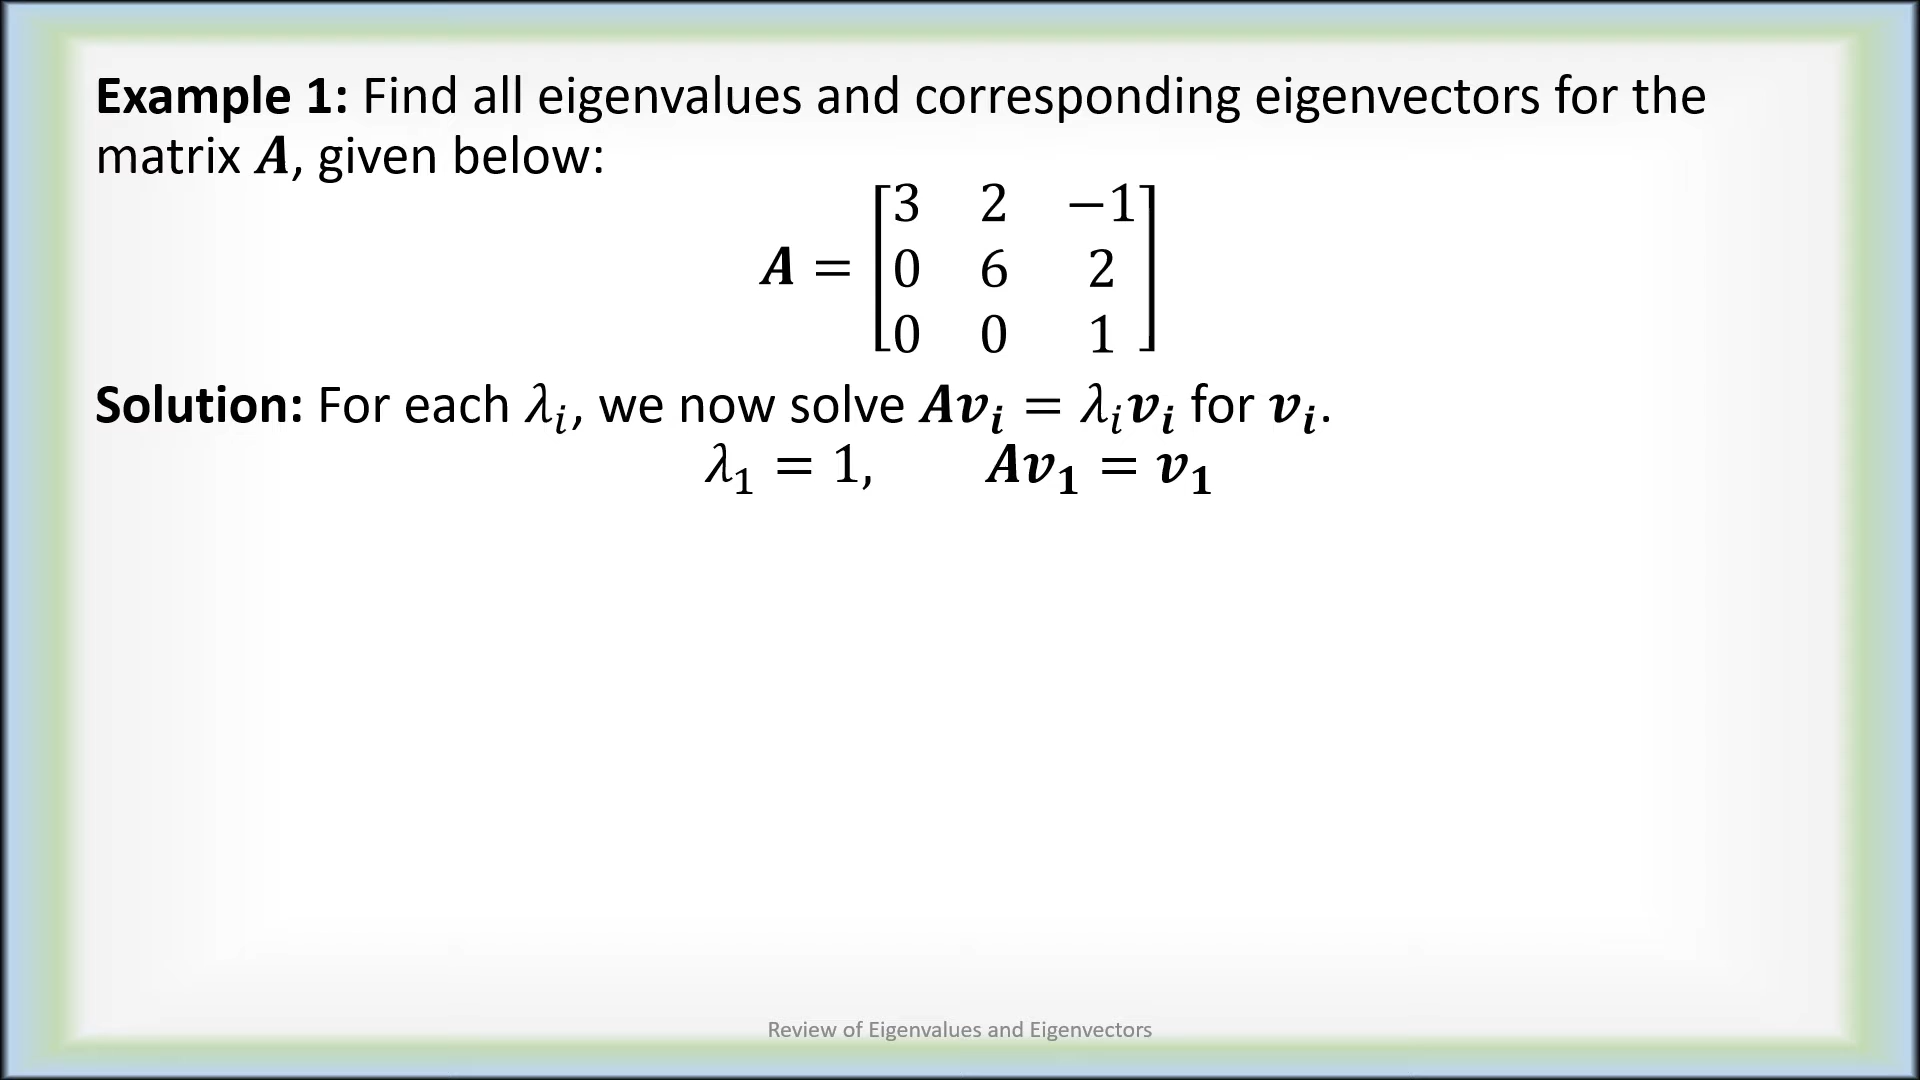 Example 1: Find all eigenvalues and corresponding eigenvectors for the
matrix A, given below:
A = [3 2 −1
0 6 2
0 0 1]
Solution: For each λᵢ, we now solve Avᵢ = λᵢvᵢ for vᵢ.
λ₁ = 1, Av₁ = v₁
Review of Eigenvalues and Eigenvectors